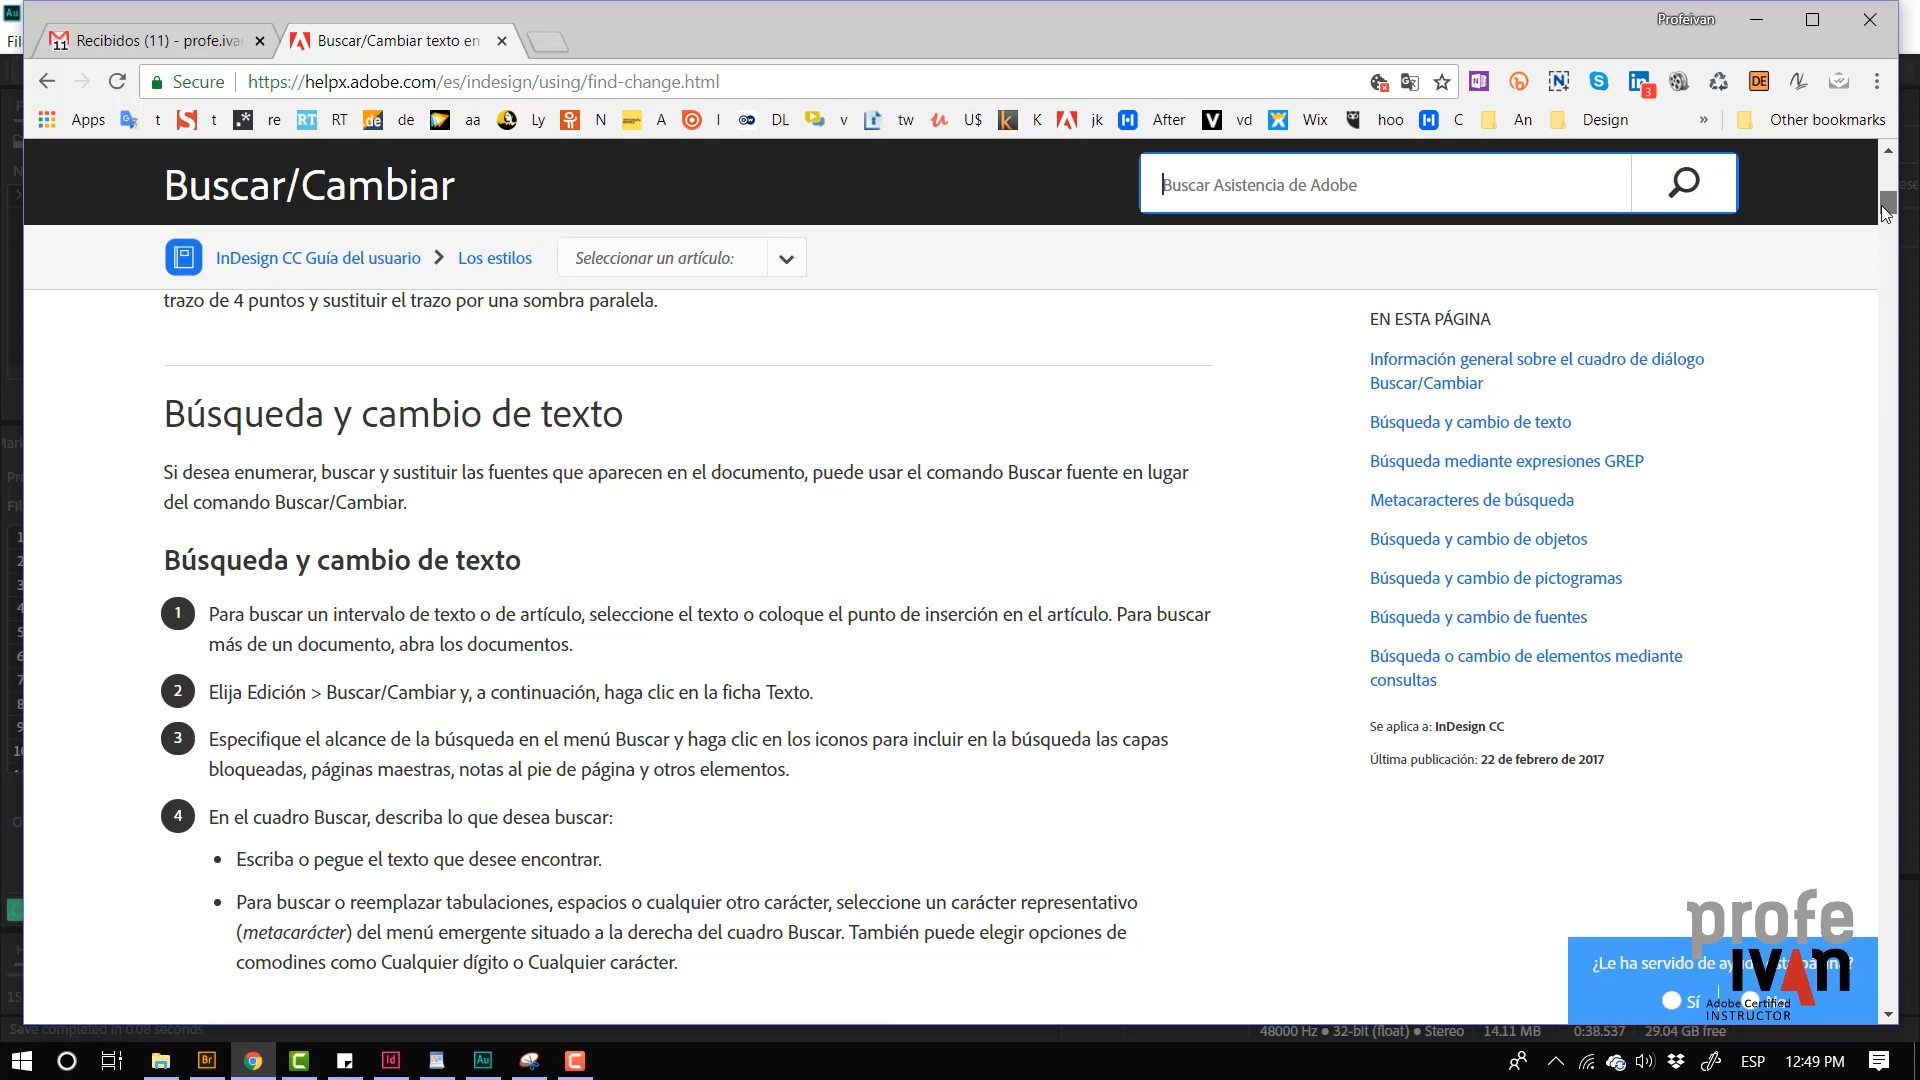 Profeivan
Recibidos (11) - profe.iva
Buscar/Cambiar texto en
Secure
https://helpx.adobe.com/es/indesign/using/find-change.html
Apps t t re RT de aa Ly N A I DL v tw U$ K jk After vd Wix hoo C An Design » Other bookmarks
Buscar/Cambiar
Buscar Asistencia de Adobe
InDesign CC Guía del usuario
Los estilos
Seleccionar un artículo:
trazo de 4 puntos y sustituir el trazo por una sombra paralela.
Búsqueda y cambio de texto
Si desea enumerar, buscar y sustituir las fuentes que aparecen en el documento, puede usar el comando Buscar fuente en lugar
del comando Buscar/Cambiar.
Búsqueda y cambio de texto
1 Para buscar un intervalo de texto o de artículo, seleccione el texto o coloque el punto de inserción en el artículo. Para buscar
más de un documento, abra los documentos.
2 Elija Edición > Buscar/Cambiar y, a continuación, haga clic en la ficha Texto.
3 Especifique el alcance de la búsqueda en el menú Buscar y haga clic en los iconos para incluir en la búsqueda las capas
bloqueadas, páginas maestras, notas al pie de página y otros elementos.
4 En el cuadro Buscar, describa lo que desea buscar:
• Escriba o pegue el texto que desee encontrar.
• Para buscar o reemplazar tabulaciones, espacios o cualquier otro carácter, seleccione un carácter representativo
(metacarácter) del menú emergente situado a la derecha del cuadro Buscar. También puede elegir opciones de
comodines como Cualquier dígito o Cualquier carácter.
EN ESTA PÁGINA
Información general sobre el cuadro de diálogo
Buscar/Cambiar
Búsqueda y cambio de texto
Búsqueda mediante expresiones GREP
Metacaracteres de búsqueda
Búsqueda y cambio de objetos
Búsqueda y cambio de pictogramas
Búsqueda y cambio de fuentes
Búsqueda o cambio de elementos mediante
consultas
Se aplica a: InDesign CC
Última publicación: 22 de febrero de 2017
¿Le ha servido de
Sí
profe
IVAN
Adobe Certified
INSTRUCTOR
Save completed in 0.08 seconds
48000 Hz • 32-bit (float) • Stereo 14.11 MB 0:38.537 29.04 GB free
ESP 12:49 PM